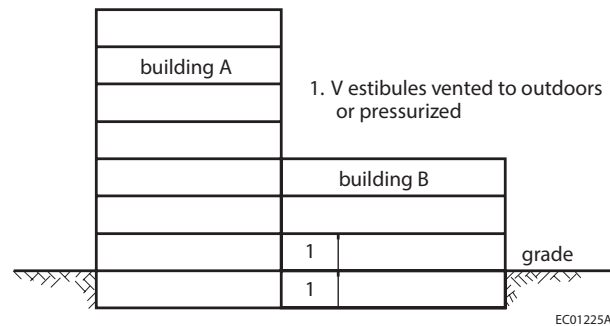 building A
1. V estibules vented to outdoors
or pressurized
building B
1
grade
1
EC01225A